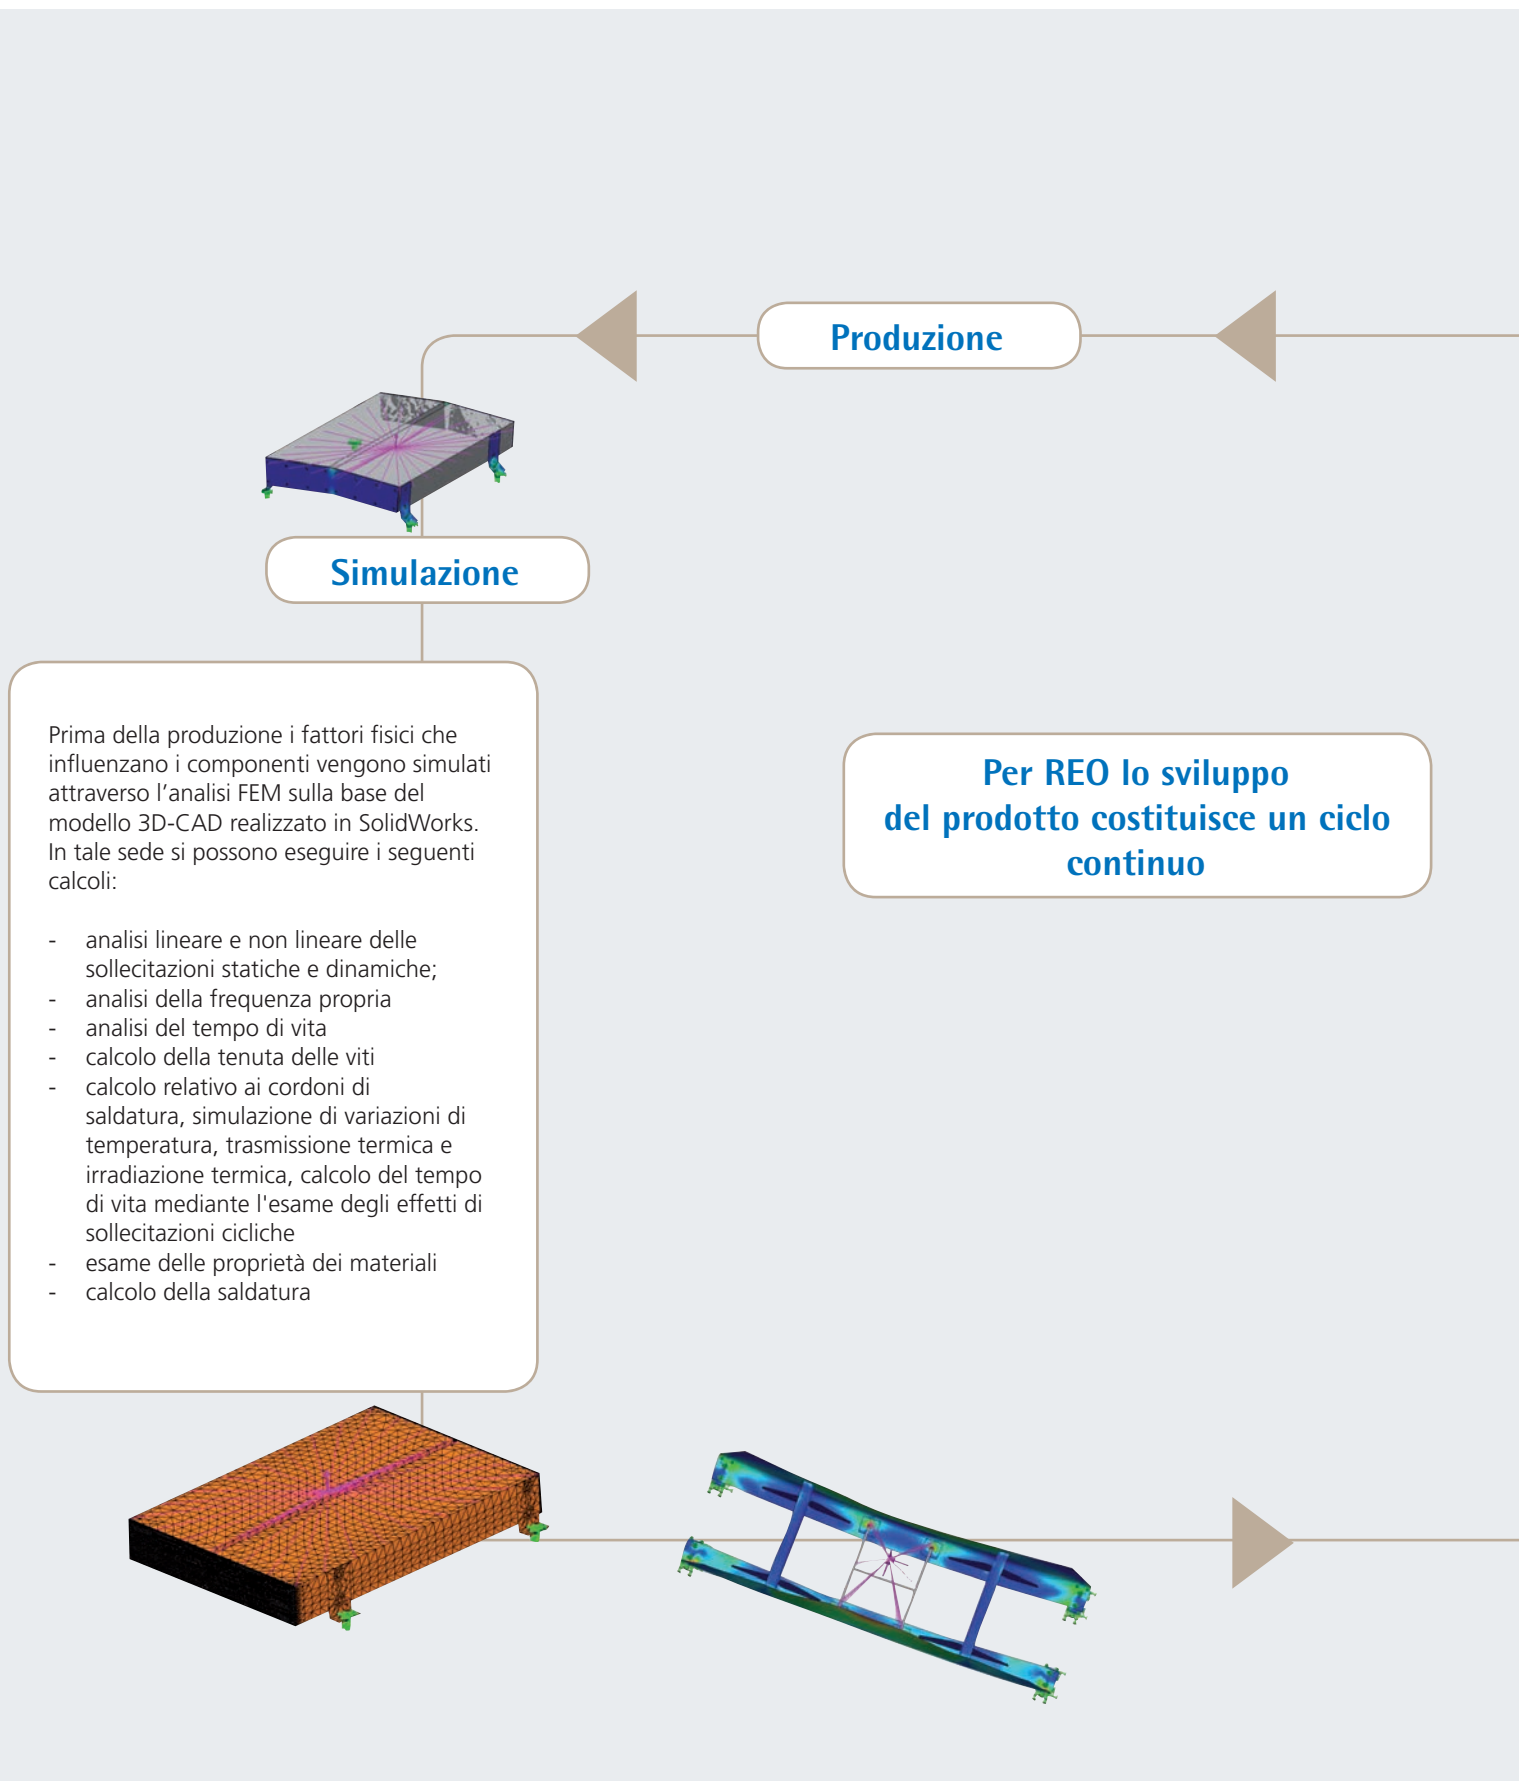 Produzione
Simulazione
Prima della produzione i fattori fisici che
influenzano i componenti vengono simulati
attraverso l’analisi FEM sulla base del
modello 3D-CAD realizzato in SolidWorks.
In tale sede si possono eseguire i seguenti
calcoli:
- analisi lineare e non lineare delle
sollecitazioni statiche e dinamiche;
- analisi della frequenza propria
- analisi del tempo di vita
- calcolo della tenuta delle viti
- calcolo relativo ai cordoni di
saldatura, simulazione di variazioni di
temperatura, trasmissione termica e
irradiazione termica, calcolo del tempo
di vita mediante l'esame degli effetti di
sollecitazioni cicliche
- esame delle proprietà dei materiali
- calcolo della saldatura
Per REO lo sviluppo
del prodotto costituisce un ciclo
continuo